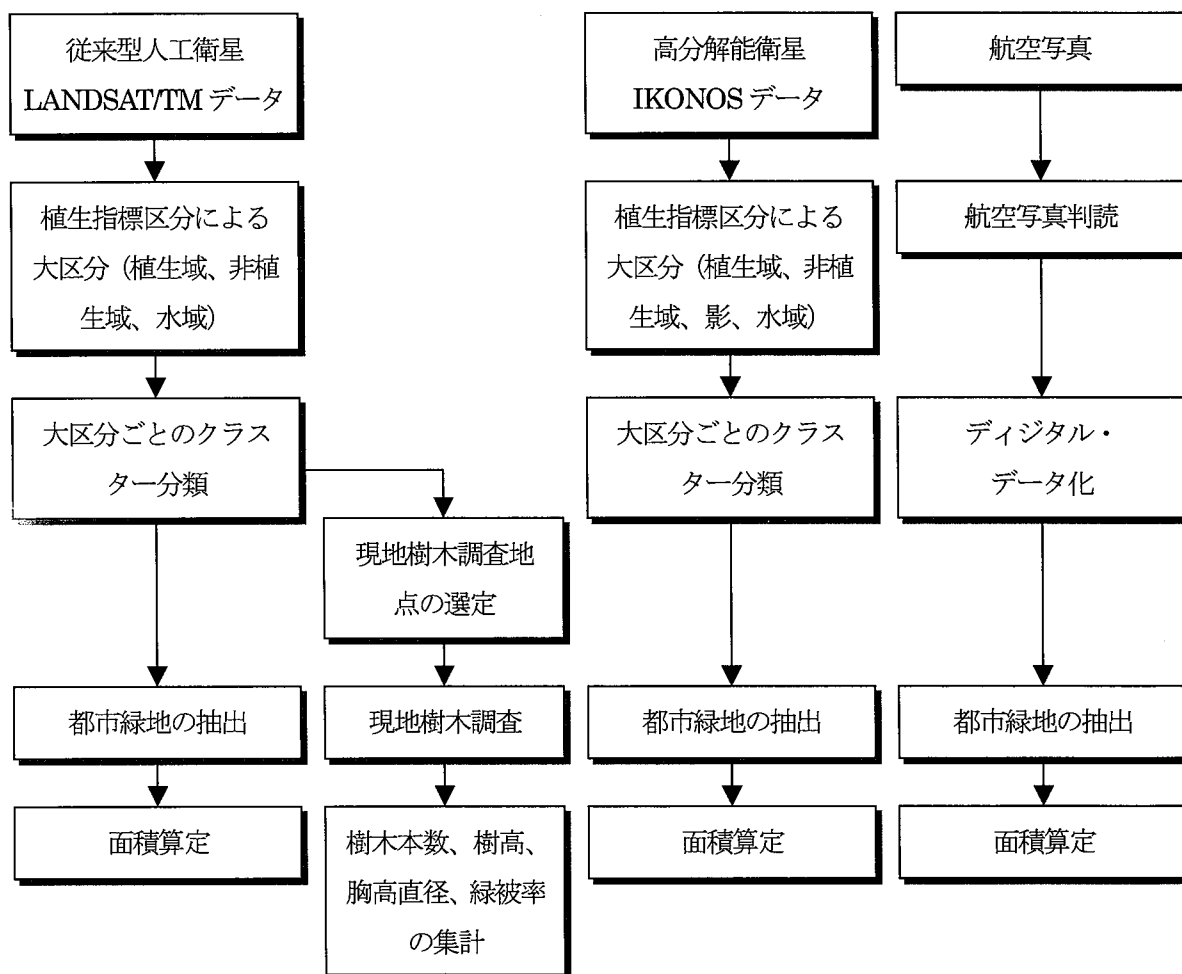 従来型人工衛星
LANDSAT/TM データ
植生指標区分による
大区分（植生域、非植
生域、水域）
大区分ごとのクラス
ター分類
都市緑地の抽出
面積算定
現地樹木調査地
点の選定
現地樹木調査
樹木本数、樹高、
胸高直径、緑被率
の集計
高分解能衛星
IKONOS データ
植生指標区分による
大区分（植生域、非植
生域、影、水域）
大区分ごとのクラス
ター分類
都市緑地の抽出
面積算定
航空写真
航空写真判読
ディジタル・
データ化
都市緑地の抽出
面積算定